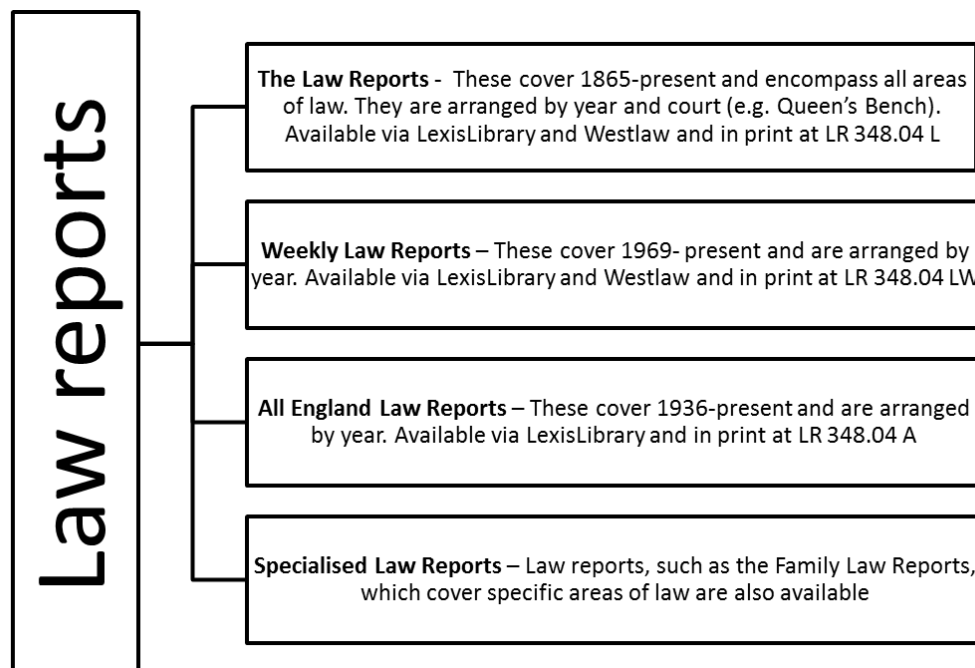 Law reports
The Law Reports - These cover 1865-present and encompass all areas
of law. They are arranged by year and court (e.g. Queen's Bench).
Available via LexisLibrary and Westlaw and in print at LR 348.04 L
Weekly Law Reports – These cover 1969- present and are arranged by
year. Available via LexisLibrary and Westlaw and in print at LR 348.04 LW
All England Law Reports – These cover 1936-present and are arranged
by year. Available via LexisLibrary and in print at LR 348.04 A
Specialised Law Reports – Law reports, such as the Family Law Reports,
which cover specific areas of law are also available